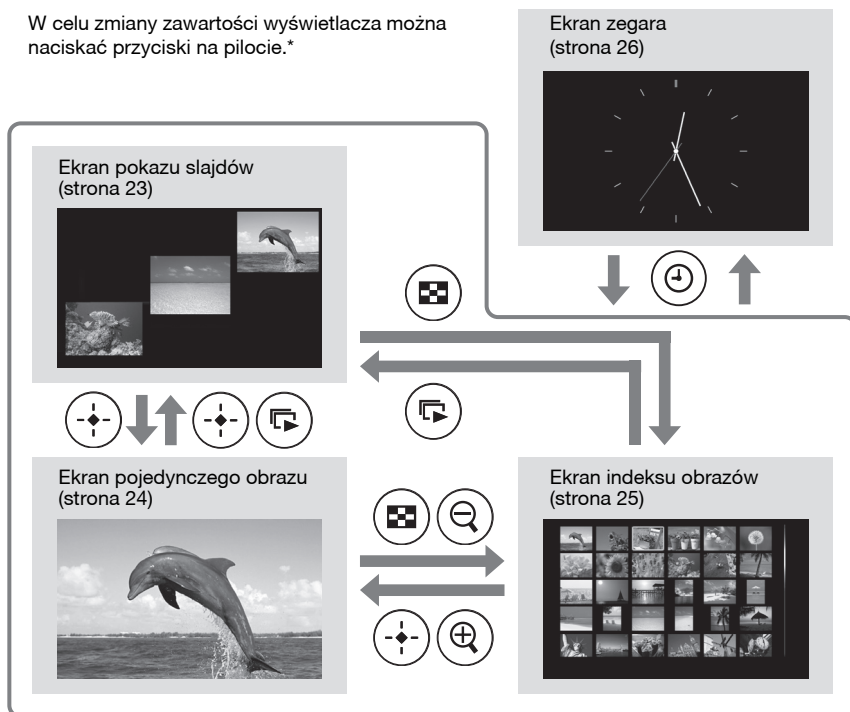 W celu zmiany zawartości wyświetlacza można
naciskać przyciski na pilocie.*
Ekran zegara
(strona 26)
Ekran pokazu slajdów
(strona 23)
Ekran pojedynczego obrazu
(strona 24)
Ekran indeksu obrazów
(strona 25)